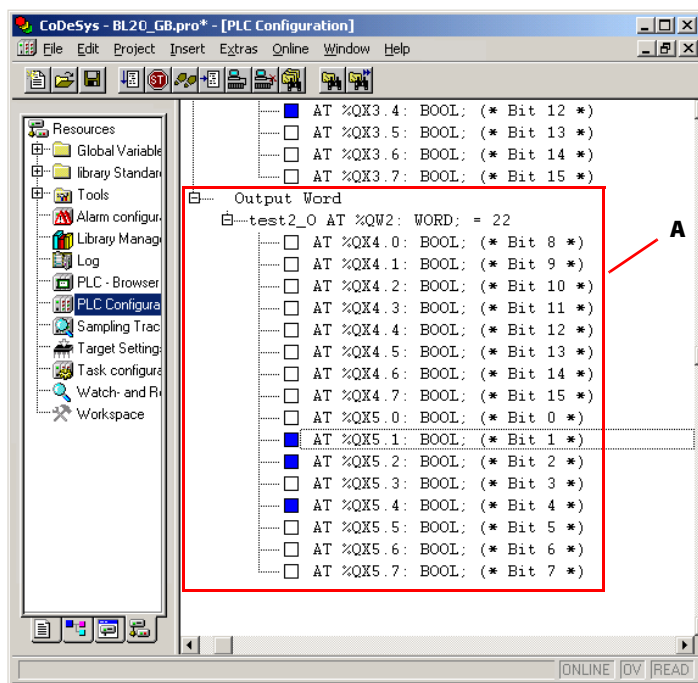 CoDeSys - BL20_GB.pro* - [PLC Configuration]
File Edit Project Insert Extras Online Window Help
Resources
Global Variable
library Standar
Tools
Alarm configur
Library Manag
Log
PLC - Browser
PLC Configura
Sampling Trac
Target Setting
Task configura
Watch- and R
Workspace
AT %QX3.4: BOOL; (* Bit 12 *)
AT %QX3.5: BOOL; (* Bit 13 *)
AT %QX3.6: BOOL; (* Bit 14 *)
AT %QX3.7: BOOL; (* Bit 15 *)
Output Word
test2_O AT %QW2: WORD; = 22
AT %QX4.0: BOOL; (* Bit 8 *)
AT %QX4.1: BOOL; (* Bit 9 *)
AT %QX4.2: BOOL; (* Bit 10 *)
AT %QX4.3: BOOL; (* Bit 11 *)
AT %QX4.4: BOOL; (* Bit 12 *)
AT %QX4.5: BOOL; (* Bit 13 *)
AT %QX4.6: BOOL; (* Bit 14 *)
AT %QX4.7: BOOL; (* Bit 15 *)
AT %QX5.0: BOOL; (* Bit 0 *)
AT %QX5.1: BOOL; (* Bit 1 *)
AT %QX5.2: BOOL; (* Bit 2 *)
AT %QX5.3: BOOL; (* Bit 3 *)
AT %QX5.4: BOOL; (* Bit 4 *)
AT %QX5.5: BOOL; (* Bit 5 *)
AT %QX5.6: BOOL; (* Bit 6 *)
AT %QX5.7: BOOL; (* Bit 7 *)
A
ONLINE OV READ